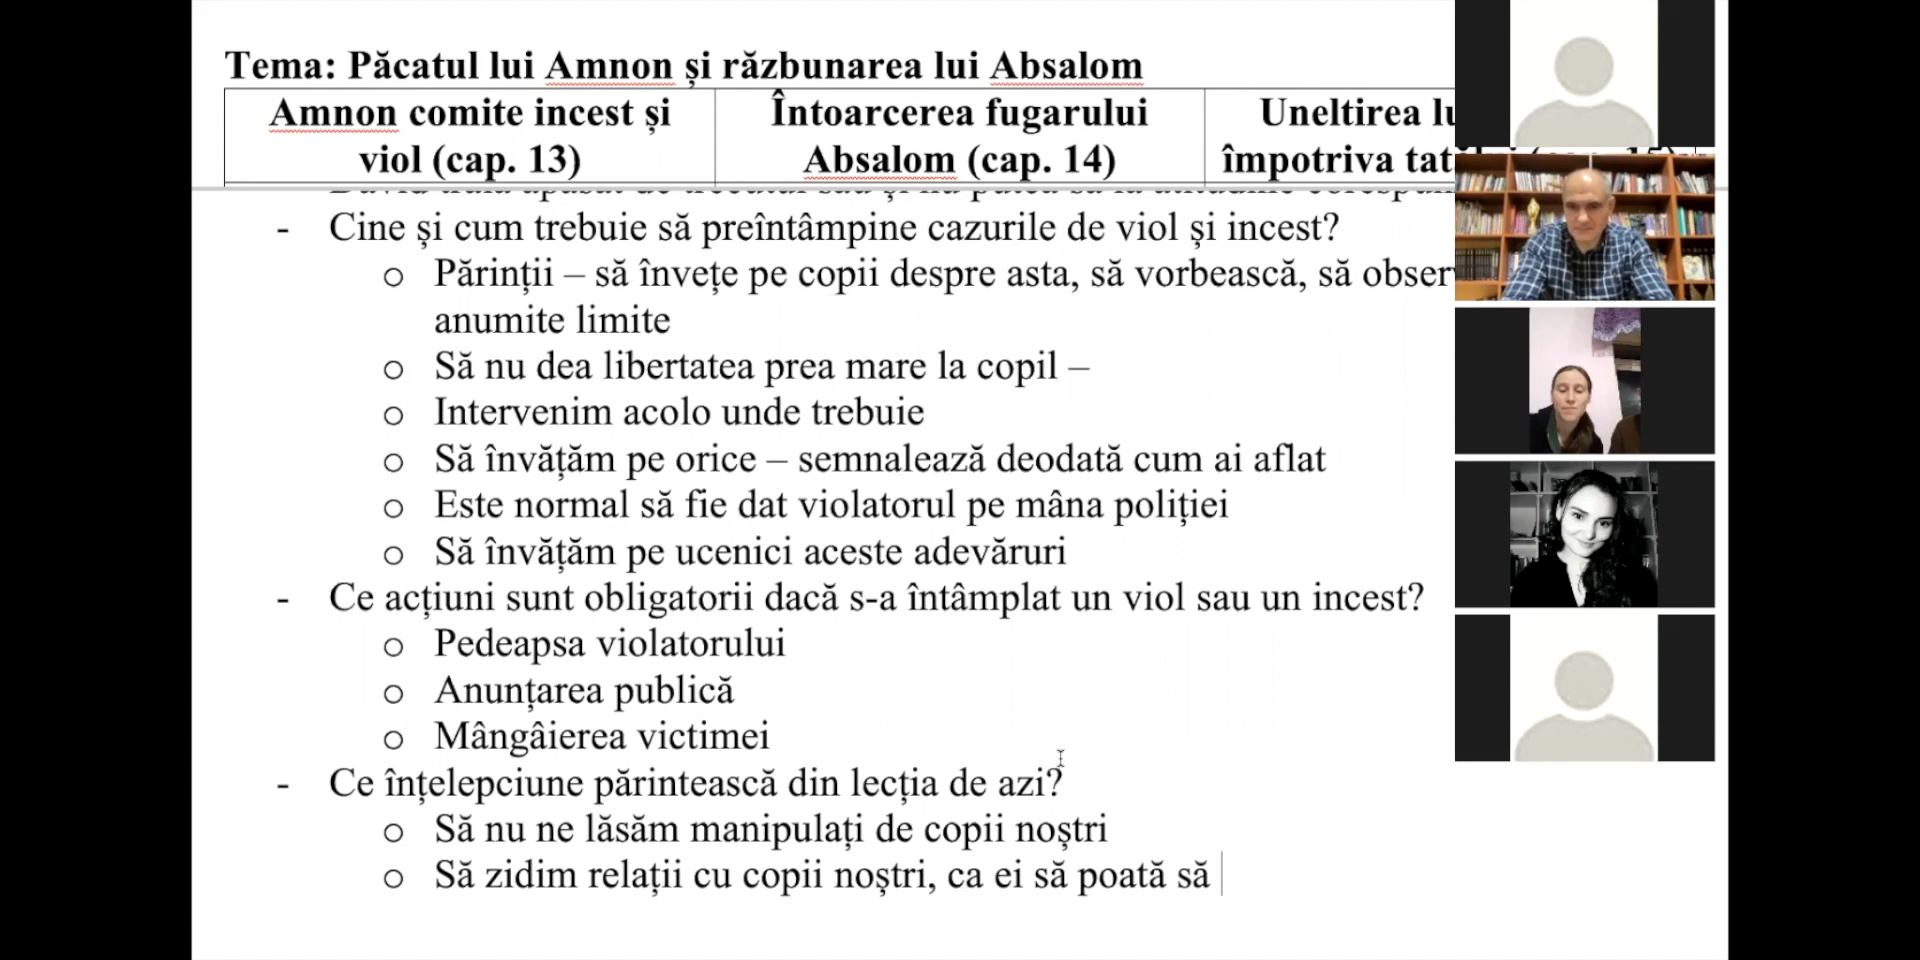 Tema: Păcatul lui Amnon și răzbunarea lui Absalom
Amnon comite incest și
viol (cap. 13)
Întoarcerea fugarului
Absalom (cap. 14)
Uneltirea
împotriva
- Cine și cum trebuie să preîntâmpine cazurile de viol și incest?
o Părinții – să învețe pe copii despre asta, să vorbească, să
anumite limite
o Să nu dea libertatea prea mare la copil –
o Intervenim acolo unde trebuie
o Să învățăm pe orice – semnalează deodată cum ai aflat
o Este normal să fie dat violatorul pe mâna poliției
o Să învățăm pe ucenici aceste adevăruri
- Ce acțiuni sunt obligatorii dacă s-a întâmplat un viol sau un incest?
o Pedeapsa violatorului
o Anunțarea publică
o Mângâierea victimei
- Ce înțelepciune părintească din lecția de azi?
o Să nu ne lăsăm manipulați de copii noștri
o Să zidim relații cu copii noștri, ca ei să poată să